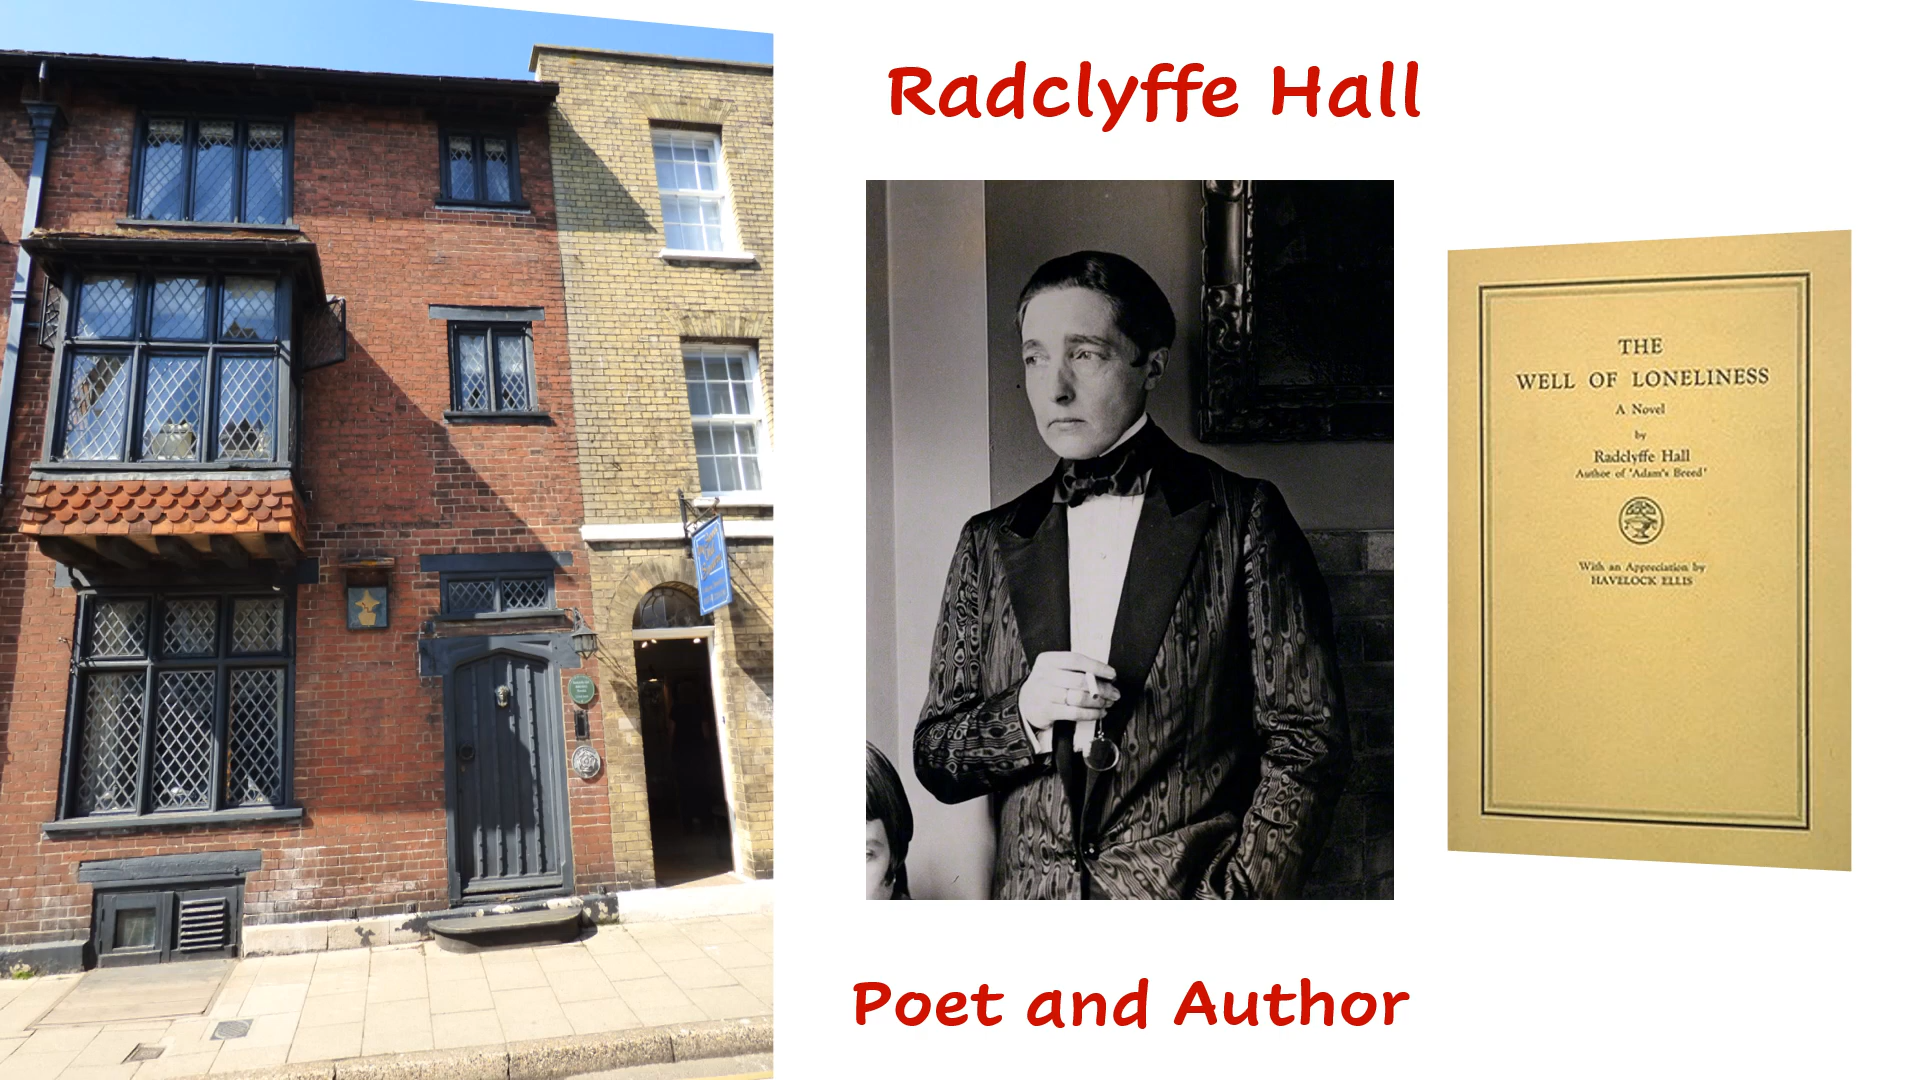 Radclyffe Hall
THE
WELL OF LONELINESS
A Novel
by
Radclyffe Hall
Author of 'Adam's Breed'
With an Appreciation by
HAVELOCK ELLIS
Poet and Author